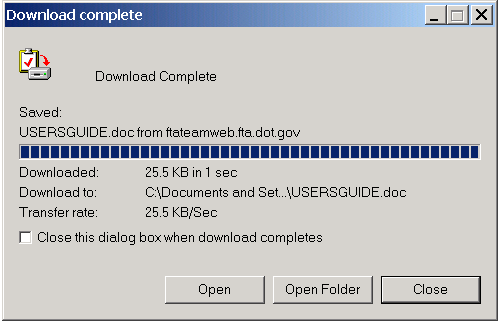 Download complete
Download Complete
Saved:
USERSGUIDE.doc from ftateamweb.fta.dot.gov
Downloaded: 25.5 KB in 1 sec
Download to: C:\Documents and Set...\USERSGUIDE.doc
Transfer rate: 25.5 KB/Sec
Close this dialog box when download completes
Open Open Folder Close